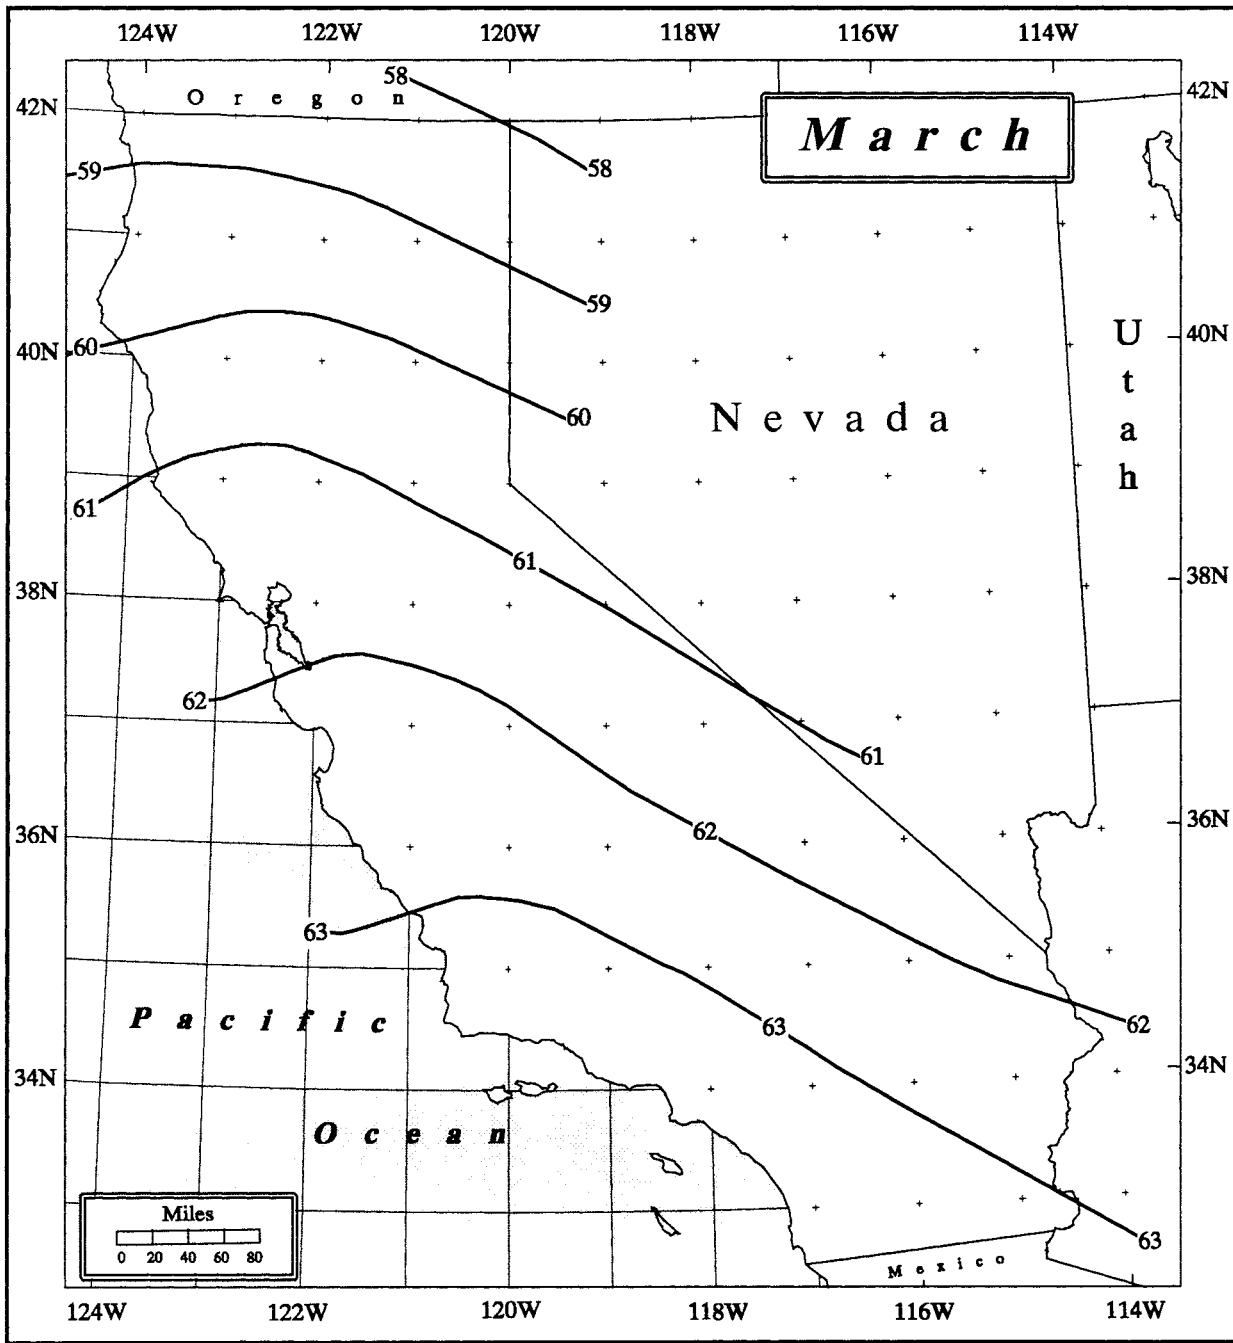 124W 122W 120W 118W 116W 114W
58
42N Oregon March 42N
59 58
59
Utah
60
40N 40N
60
Nevada
61
61
38N 38N
62
61
36N 62 36N
63
Pacific 63 62
34N 34N
Ocean
Miles
0 20 40 60 80
63
Mexico
124W 122W 120W 118W 116W 114W